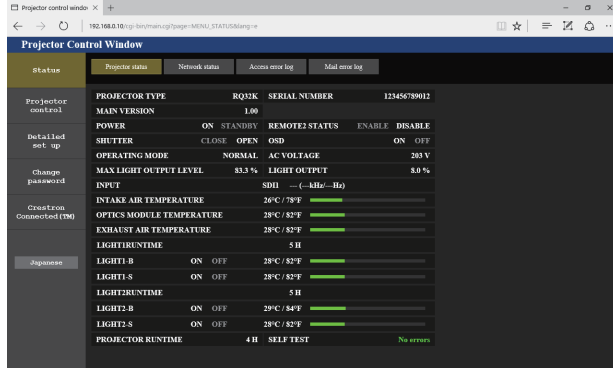 Projector control window
192.168.0.10/cgi-bin/main.cgi?page=MENU_STATUS&lang=e
Projector Control Window
Status
Projector status Network status Access error log Mail error log
Projector control
Detailed set up
Change password
Crestron Connected(TM)
Japanese
PROJECTOR TYPE RQ32K SERIAL NUMBER 123456789012
MAIN VERSION 1.00
POWER ON STANDBY REMOTE2 STATUS ENABLE DISABLE
SHUTTER CLOSE OPEN OSD ON OFF
OPERATING MODE NORMAL AC VOLTAGE 203 V
MAX LIGHT OUTPUT LEVEL 83.3 % LIGHT OUTPUT 8.0 %
INPUT SDI1 — (—kHz/—Hz)
INTAKE AIR TEMPERATURE 26°C / 78°F
OPTICS MODULE TEMPERATURE 28°C / 82°F
EXHAUST AIR TEMPERATURE 28°C / 82°F
LIGHT1RUNTIME 5 H
LIGHT1-B ON OFF 28°C / 82°F
LIGHT1-S ON OFF 28°C / 82°F
LIGHT2RUNTIME 5 H
LIGHT2-B ON OFF 29°C / 84°F
LIGHT2-S ON OFF 28°C / 82°F
PROJECTOR RUNTIME 4 H SELF TEST No errors